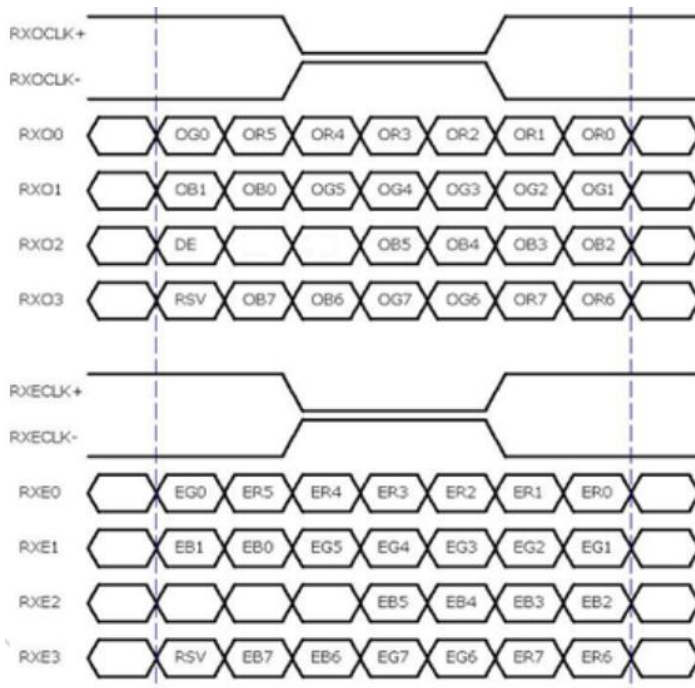 RXOCLK+
RXOCLK-
RXO0 OG0 OR5 OR4 OR3 OR2 OR1 OR0
RXO1 OB1 OB0 OG5 OG4 OG3 OG2 OG1
RXO2 DE OB5 OB4 OB3 OB2
RXO3 RSV OB7 OB6 OG7 OG6 OR7 OR6
RXECLK+
RXECLK-
RXE0 EG0 ER5 ER4 ER3 ER2 ER1 ER0
RXE1 EB1 EB0 EG5 EG4 EG3 EG2 EG1
RXE2 EB5 EB4 EB3 EB2
RXE3 RSV EB7 EB6 EG7 EG6 ER7 ER6